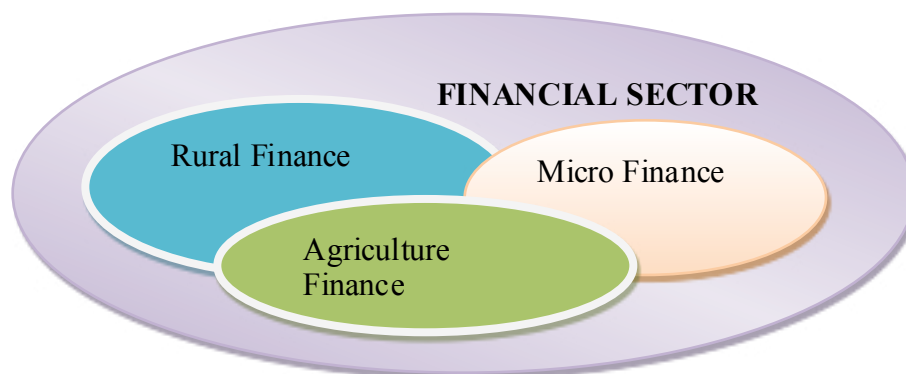 FINANCIAL SECTOR
Rural Finance
Micro Finance
Agriculture
Finance